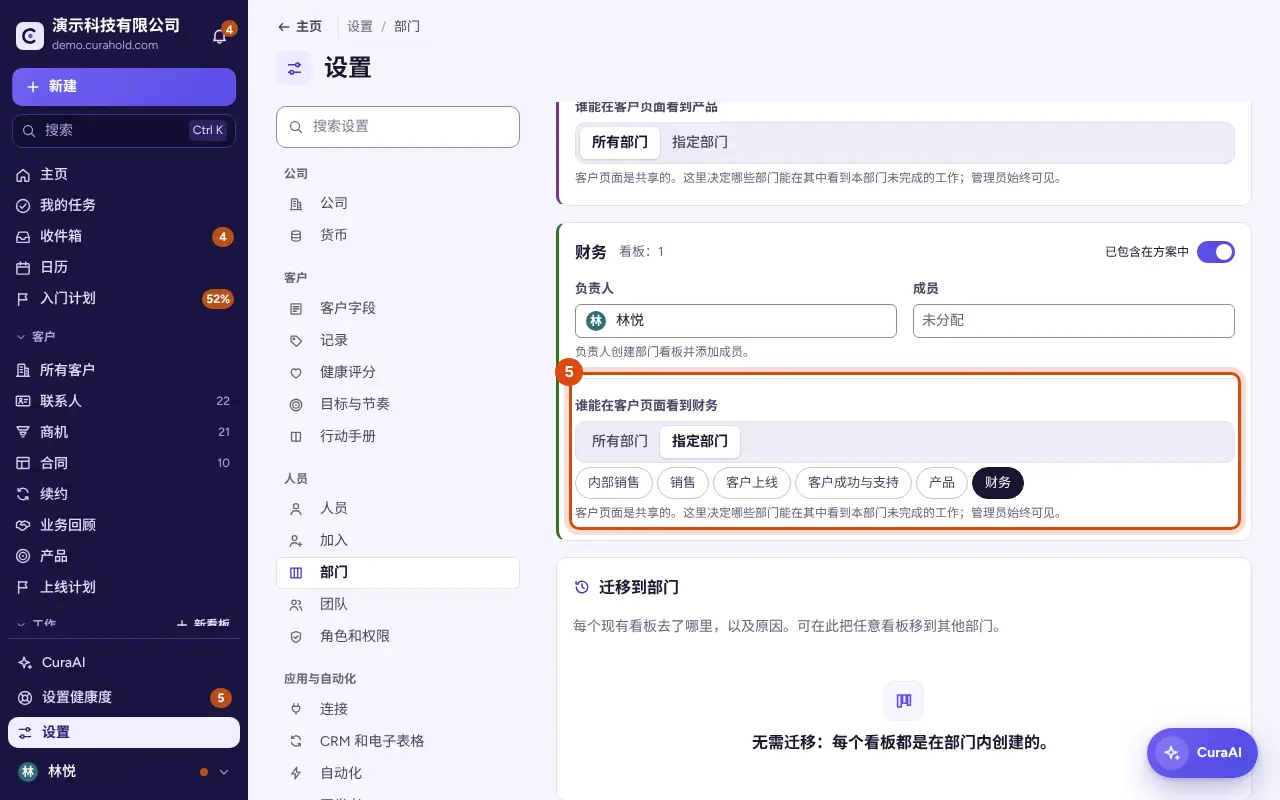 演示科技有限公司
demo.curahold.com
4
新建
搜索
Ctrl K
主页
我的任务
收件箱
4
日历
入门计划
52%
客户
所有客户
联系人
22
商机
21
合同
10
续约
业务回顾
产品
上线计划
工作
新看板
CuraAI
设置健康度
5
设置
林
林悦
主页
设置 / 部门
设置
搜索设置
公司
公司
货币
客户
客户字段
记录
健康评分
目标与节奏
行动手册
人员
人员
加入
部门
团队
角色和权限
应用与自动化
连接
CRM 和电子表格
自动化
谁能在客户页面看到产品
所有部门
指定部门
客户页面是共享的。这里决定哪些部门能在其中看到本部门未完成的工作；管理员始终可见。
财务
看板：1
已包含在方案中
负责人
成员
林
林悦
未分配
负责人创建部门看板并添加成员。
5
谁能在客户页面看到财务
所有部门
指定部门
内部销售
销售
客户上线
客户成功与支持
产品
财务
客户页面是共享的。这里决定哪些部门能在其中看到本部门未完成的工作；管理员始终可见。
迁移到部门
每个现有看板去了哪里，以及原因。可在此把任意看板移到其他部门。
无需迁移：每个看板都是在部门内创建的。
CuraAI